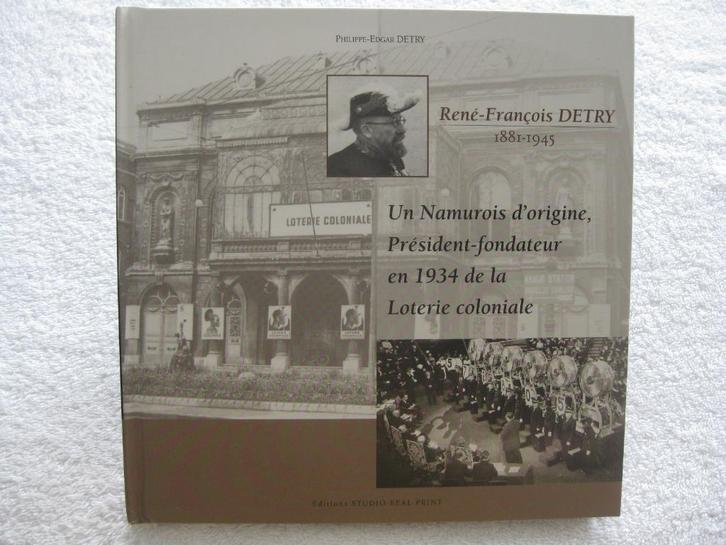 Philippe-Edgar DETRY
René-François DETRY
1881-1945
LOTERIE COLONIALE
Un Namurois d'origine,
Président-fondateur
en 1934 de la
Loterie coloniale
Editions STUDIO REAL-PRINT